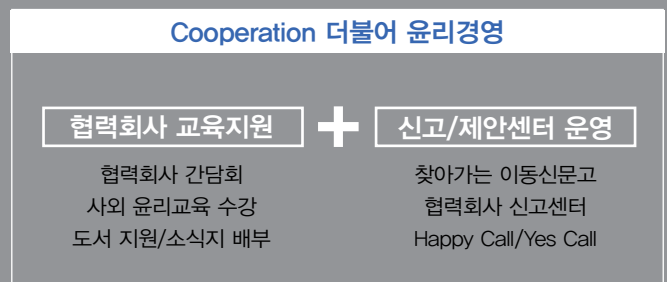 Cooperation 더불어 윤리경영
협력회사 교육지원 + 신고/제안센터 운영
협력회사 간담회
사외 윤리교육 수강
도서 지원/소식지 배부
찾아가는 이동신문고
협력회사 신고센터
Happy Call/Yes Call